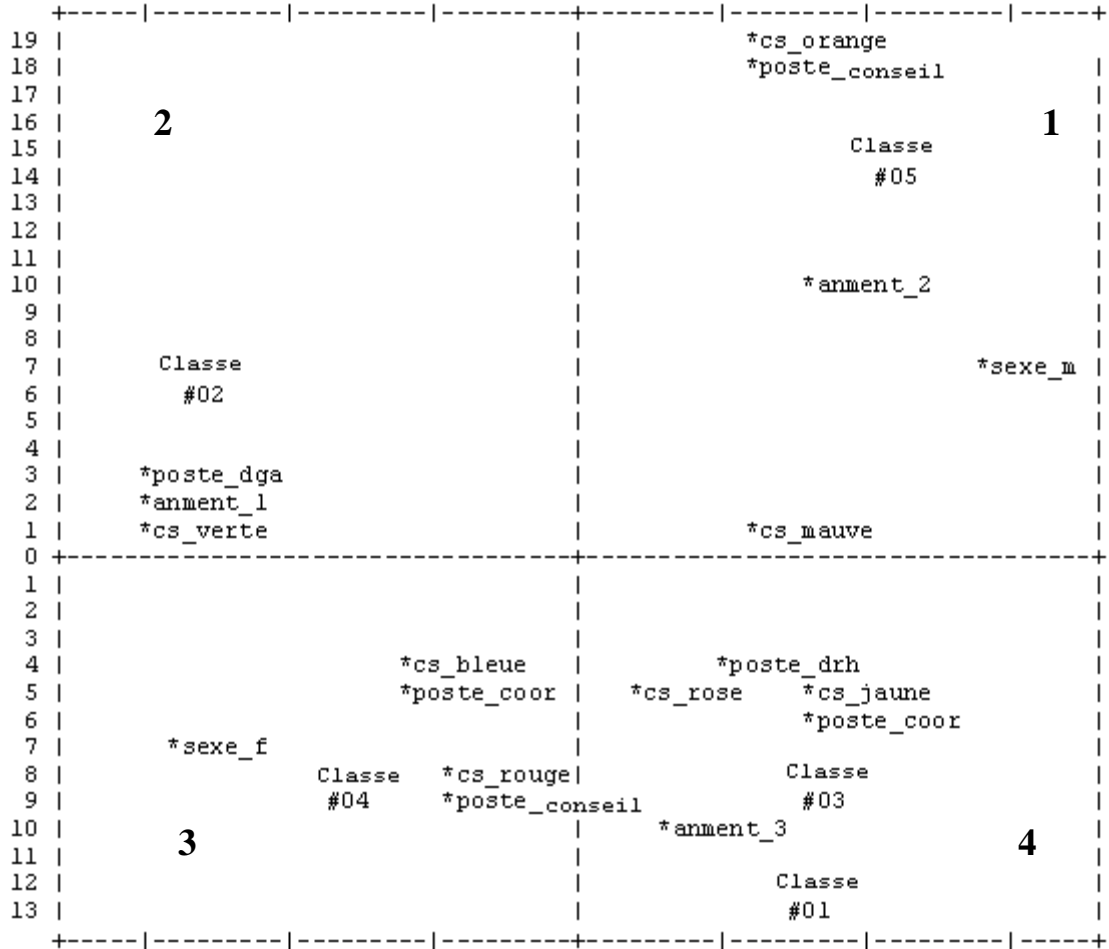 +-----|---------|---------|---------+---------|---------|---------|-----+
19 | | *cs_orange
18 | | *poste_conseil |
17 | | |
16 | 2 | 1 |
15 | | Classe |
14 | | #05 |
13 | | |
12 | | |
11 | | |
10 | | *anment_2 |
9 | | |
8 | | |
7 | Classe | *sexe_m |
6 | #02 | |
5 | | |
4 | | |
3 | *poste_dga | |
2 | *anment_1 | |
1 | *cs_verte | *cs_mauve |
0 +-----------------------------------+-----------------------------------+
1 | | |
2 | | |
3 | | |
4 | *cs_bleue | *poste_drh |
5 | *poste_coor | *cs_rose *cs_jaune |
6 | | *poste_coor |
7 | *sexe_f | |
8 | Classe *cs_rouge| Classe |
9 | #04 *poste_conseil #03 |
10 | 3 | *anment_3 4 |
11 | | |
12 | | Classe |
13 | | #01 |
+-----|---------|---------|---------+---------|---------|---------|-----+